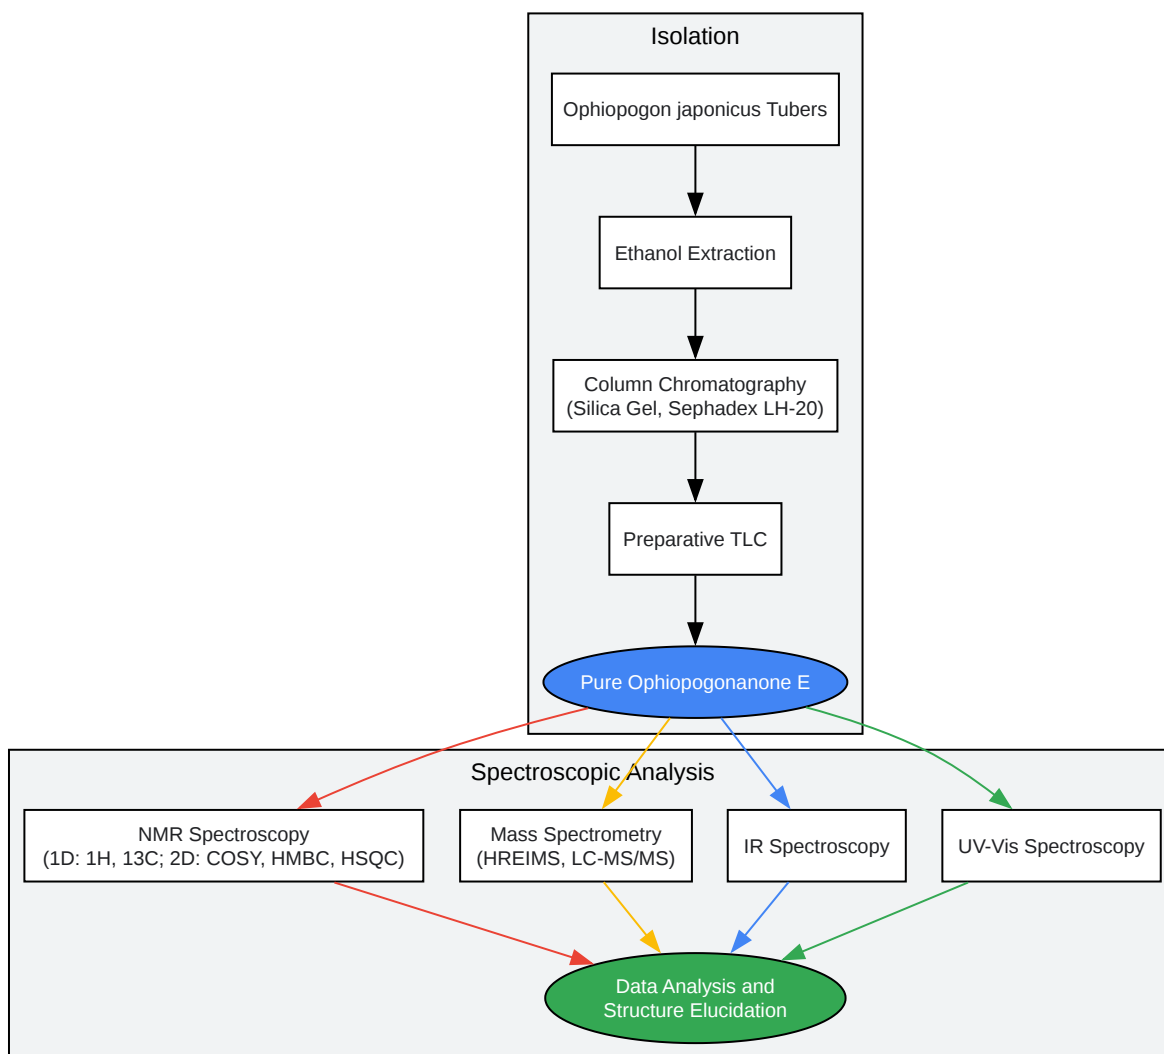 Isolation
Ophiopogon japonicus Tubers
Ethanol Extraction
Column Chromatography
(Silica Gel, Sephadex LH-20)
Preparative TLC
Pure Ophiopogonanone E
Spectroscopic Analysis
NMR Spectroscopy
(1D: 1H, 13C; 2D: COSY, HMBC, HSQC)
Mass Spectrometry
(HREIMS, LC-MS/MS)
IR Spectroscopy
UV-Vis Spectroscopy
Data Analysis and
Structure Elucidation